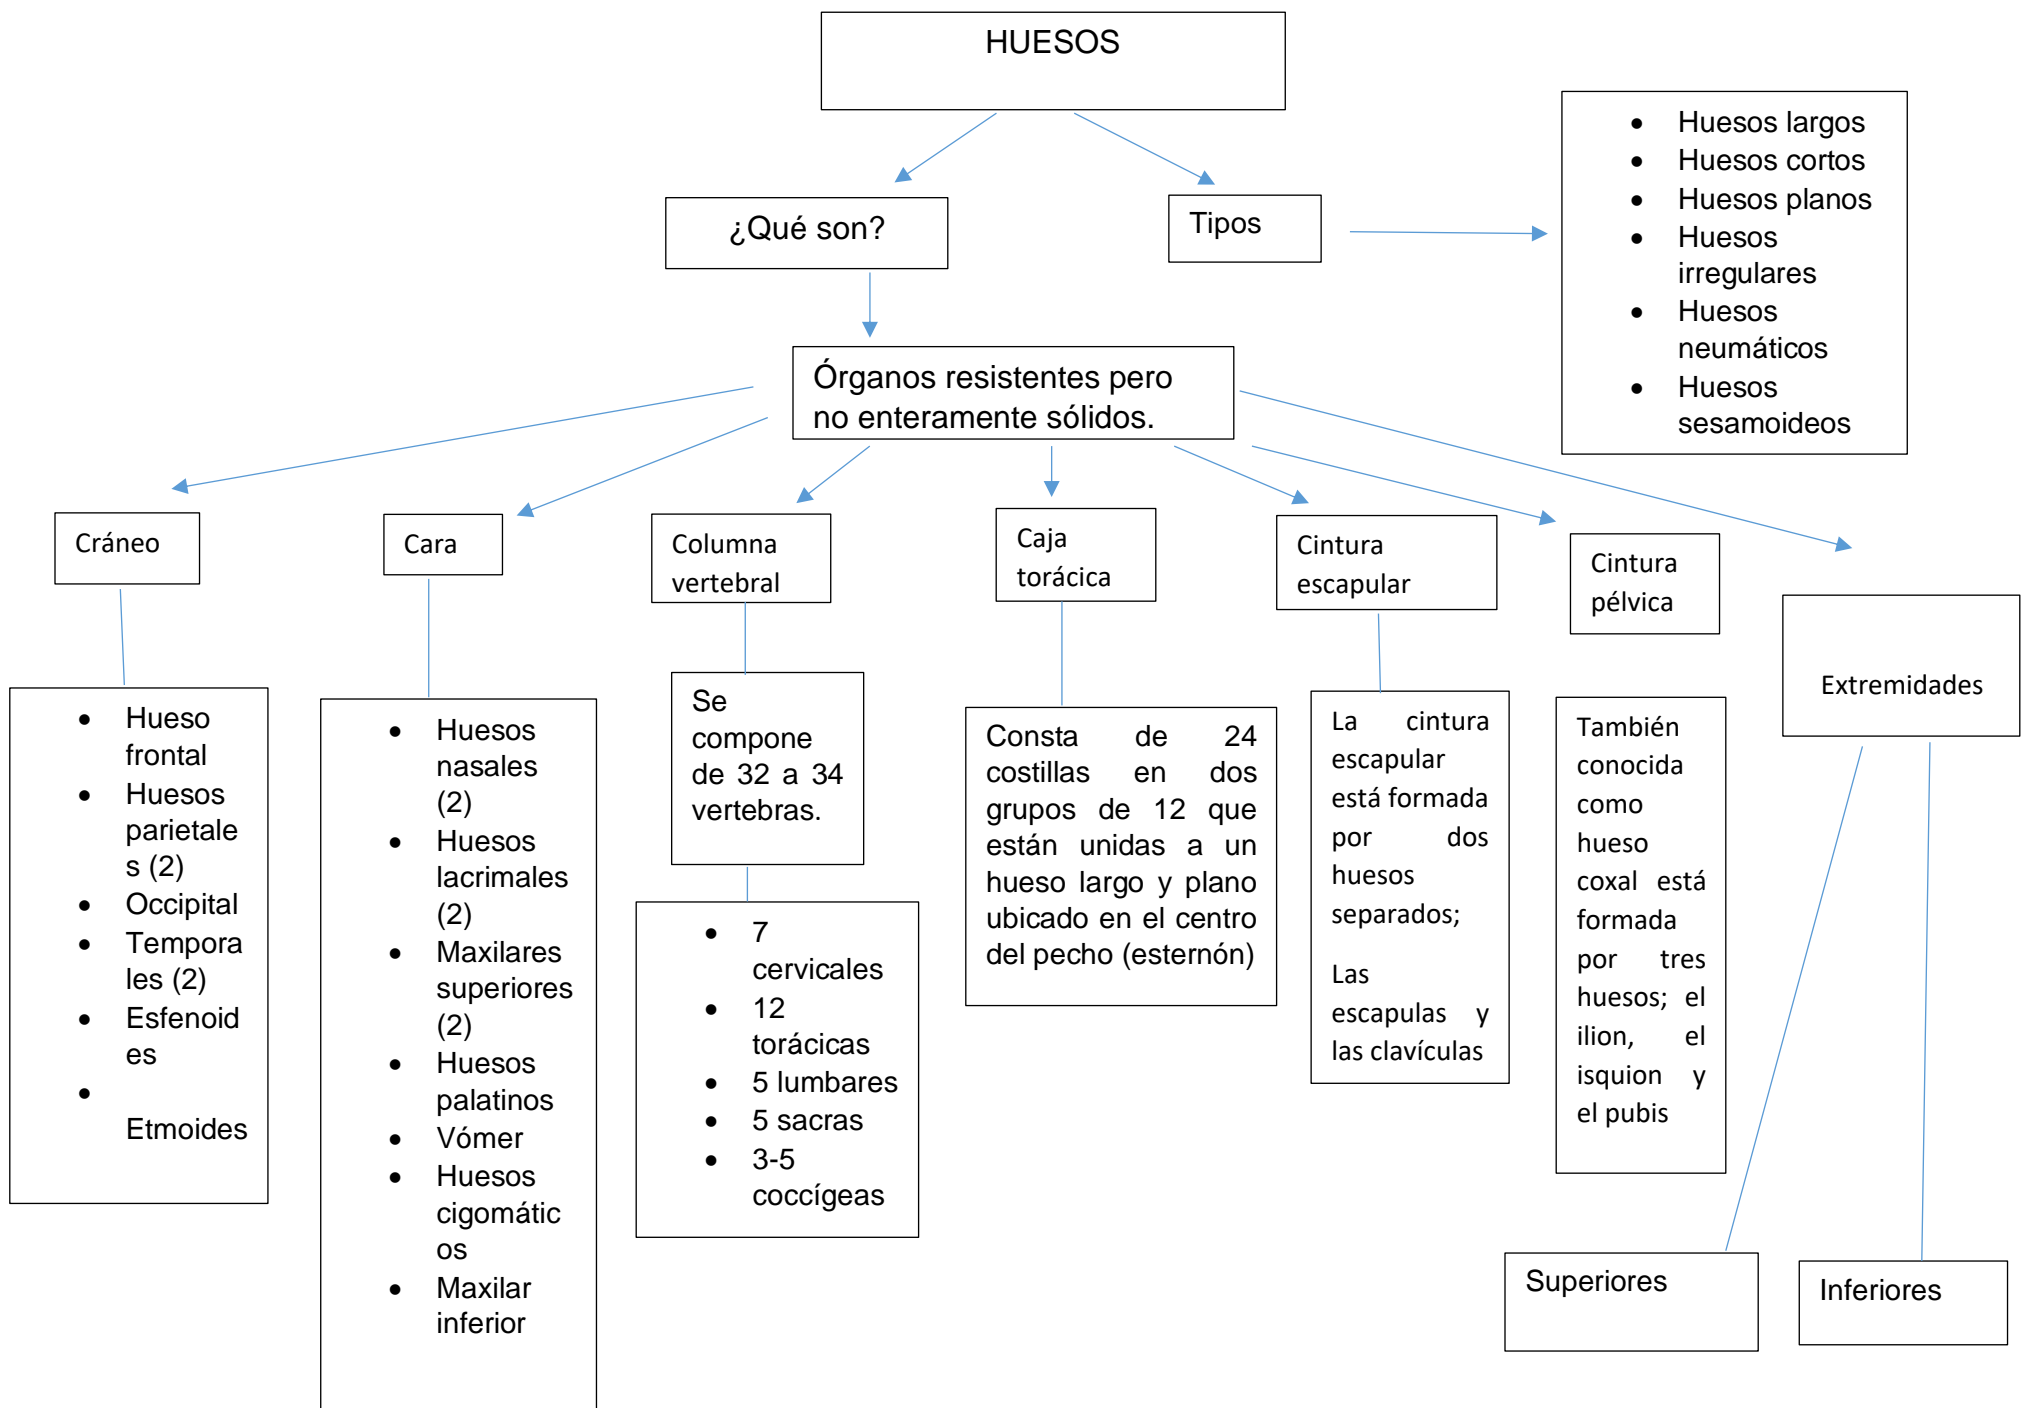 HUESOS
¿Qué son?
Tipos
• Huesos largos
• Huesos cortos
• Huesos planos
• Huesos
irregulares
• Huesos
neumáticos
• Huesos
sesamoideos
Órganos resistentes pero
no enteramente sólidos.
Cráneo
Cara
Columna
vertebral
Caja
torácica
Cintura
escapular
Cintura
pélvica
Extremidades
• Hueso
frontal
• Huesos
parietale
s (2)
• Occipital
• Tempora
les (2)
• Esfenoid
es
•
Etmoides
• Huesos
nasales
(2)
• Huesos
lacrimales
(2)
• Maxilares
superiores
(2)
• Huesos
palatinos
• Vómer
• Huesos
cigomátic
os
• Maxilar
inferior
Se
compone
de 32 a 34
vertebras.
• 7
cervicales
• 12
torácicas
• 5 lumbares
• 5 sacras
• 3-5
coccígeas
Consta de 24
costillas en dos
grupos de 12 que
están unidas a un
hueso largo y plano
ubicado en el centro
del pecho (esternón)
La cintura
escapular
está formada
por dos
huesos
separados;
Las
escapulas y
las clavículas
También
conocida
como
hueso
coxal está
formada
por tres
huesos; el
ilion, el
isquion y
el pubis
Superiores
Inferiores